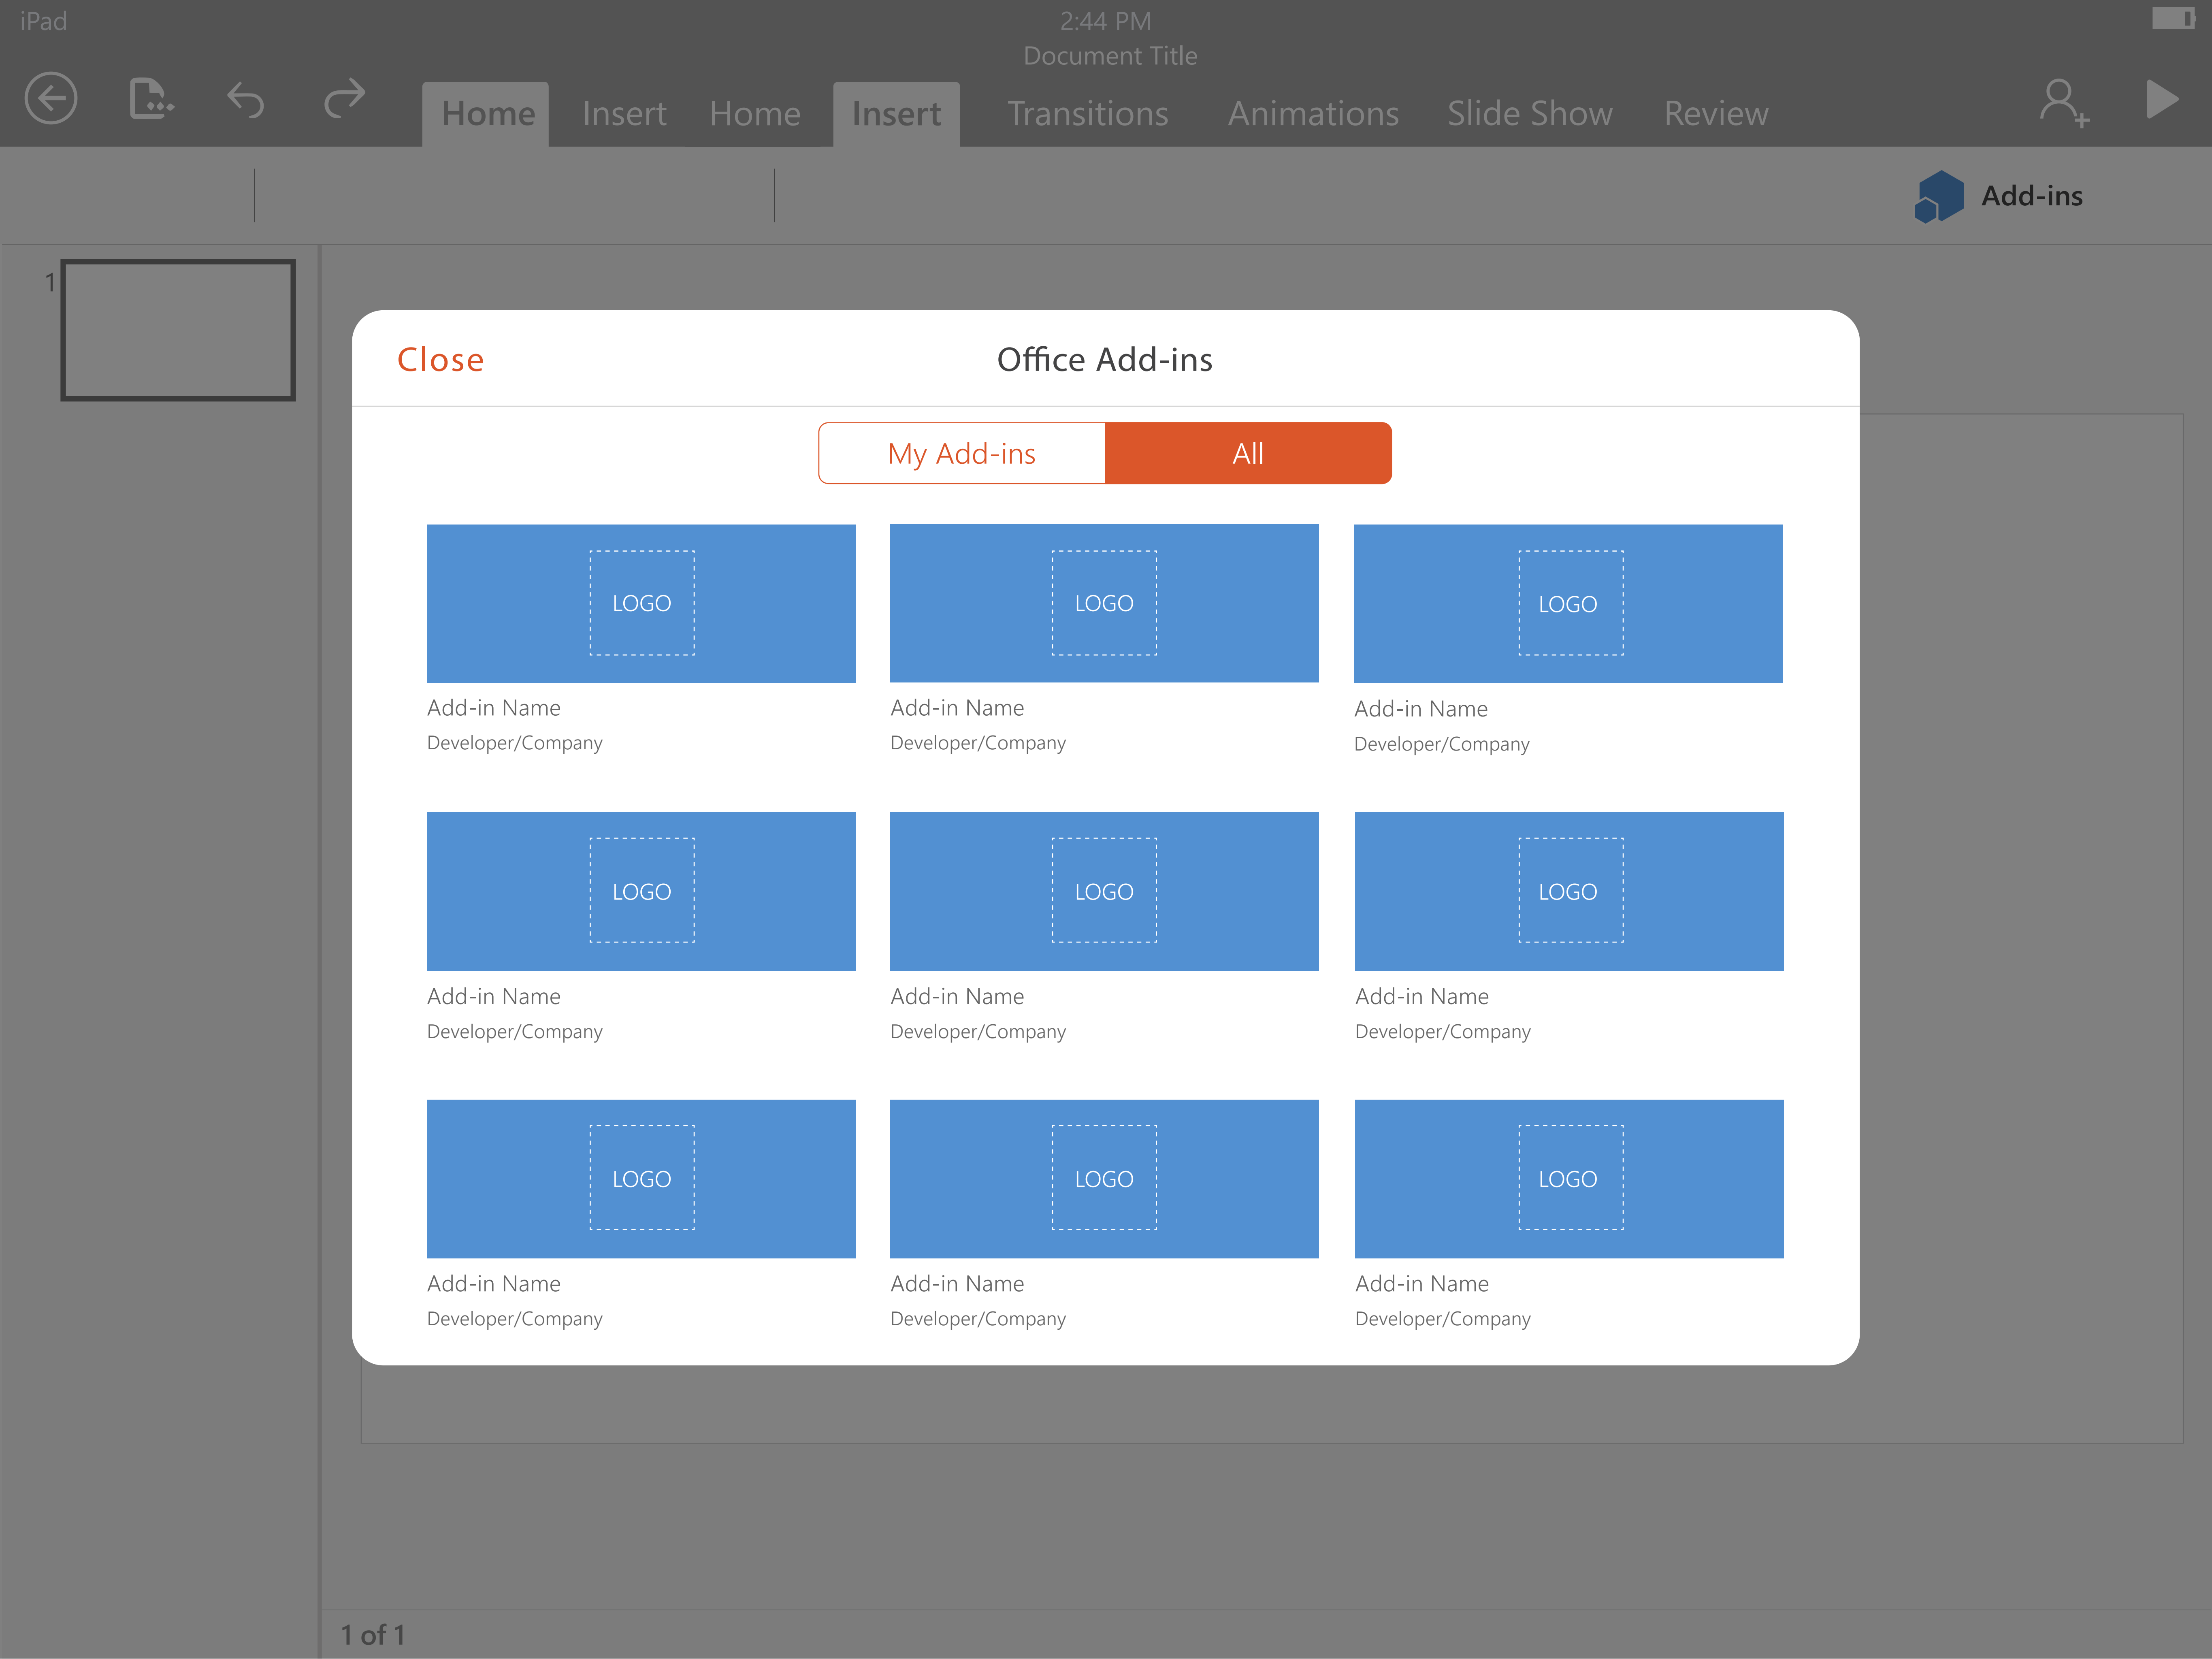 iPad
2:44 PM
Document Title
Home Insert Home Insert Transitions Animations Slide Show Review
Add-ins
1
Close
Office Add-ins
My Add-ins All
LOGO LOGO LOGO
Add-in Name Add-in Name Add-in Name
Developer/Company Developer/Company Developer/Company
LOGO LOGO LOGO
Add-in Name Add-in Name Add-in Name
Developer/Company Developer/Company Developer/Company
LOGO LOGO LOGO
Add-in Name Add-in Name Add-in Name
Developer/Company Developer/Company Developer/Company
1 of 1